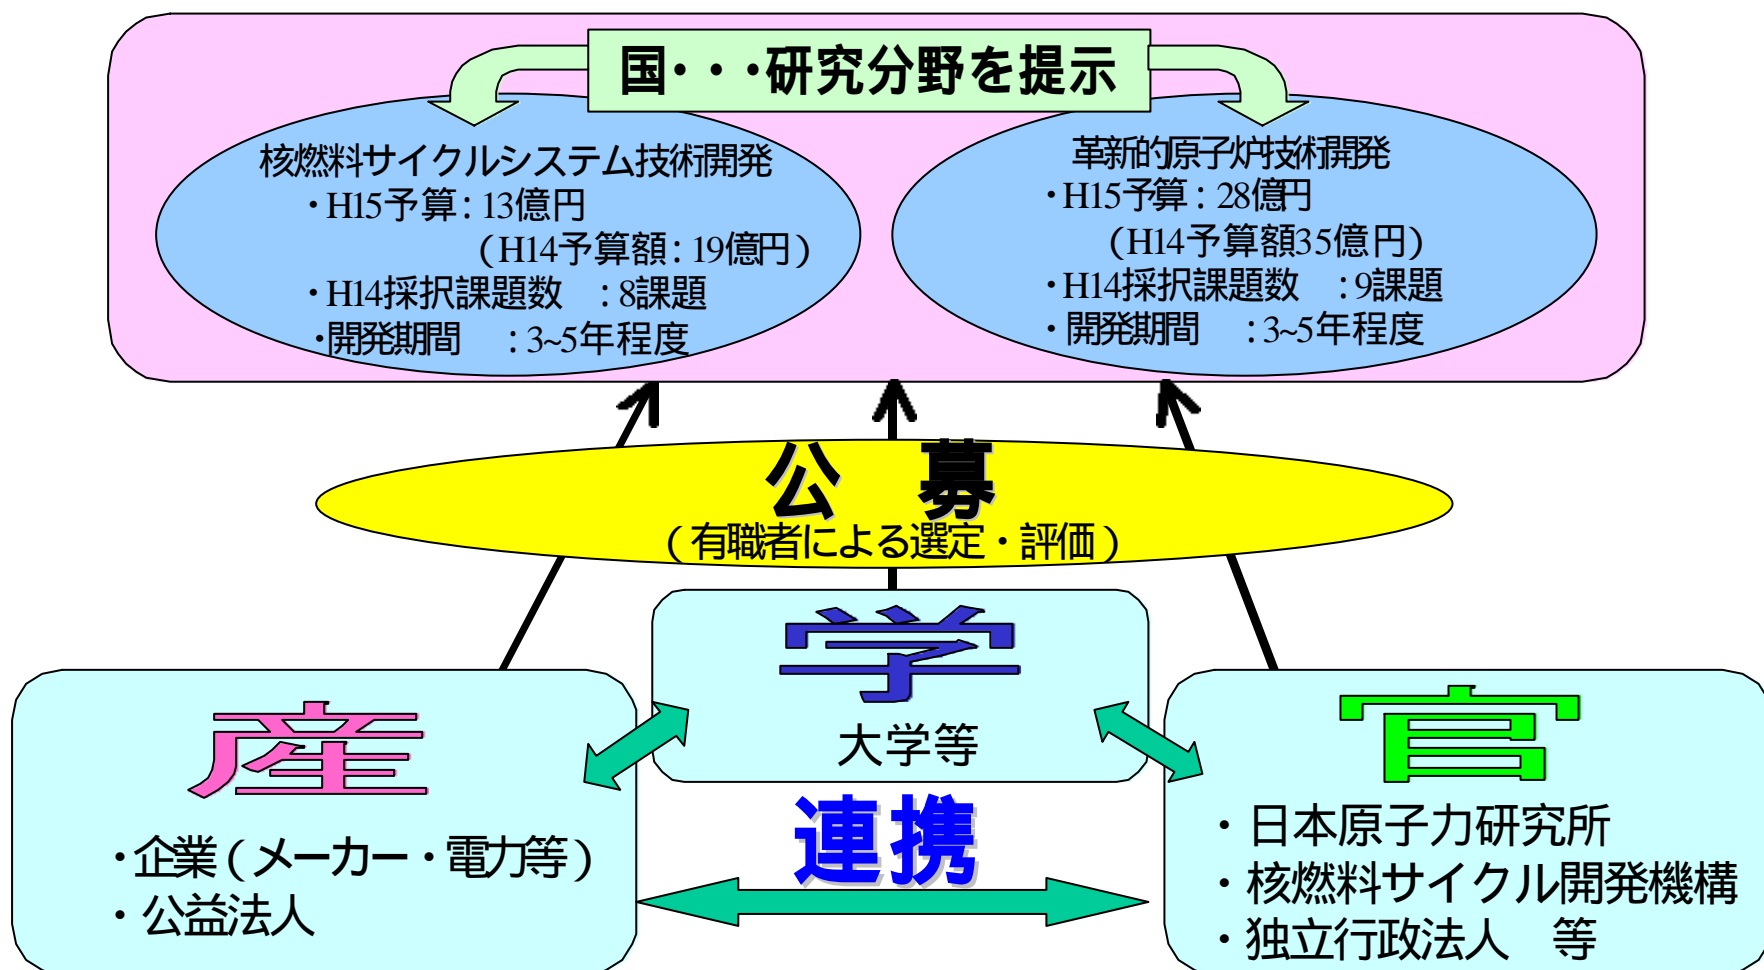 国・・・研究分野を提示
核燃料サイクルシステム技術開発
・H15予算：13億円
（H14予算額：19億円）
・H14採択課題数　：8課題
・開発期間　：3~5年程度
革新的原子炉技術開発
・H15予算：28億円
（H14予算額35億円）
・H14採択課題数　：9課題
・開発期間　：3~5年程度
公　募
（有職者による選定・評価）
学
大学等
産
・企業（メーカー・電力等）
・公益法人
連携
官
・日本原子力研究所
・核燃料サイクル開発機構
・独立行政法人　等